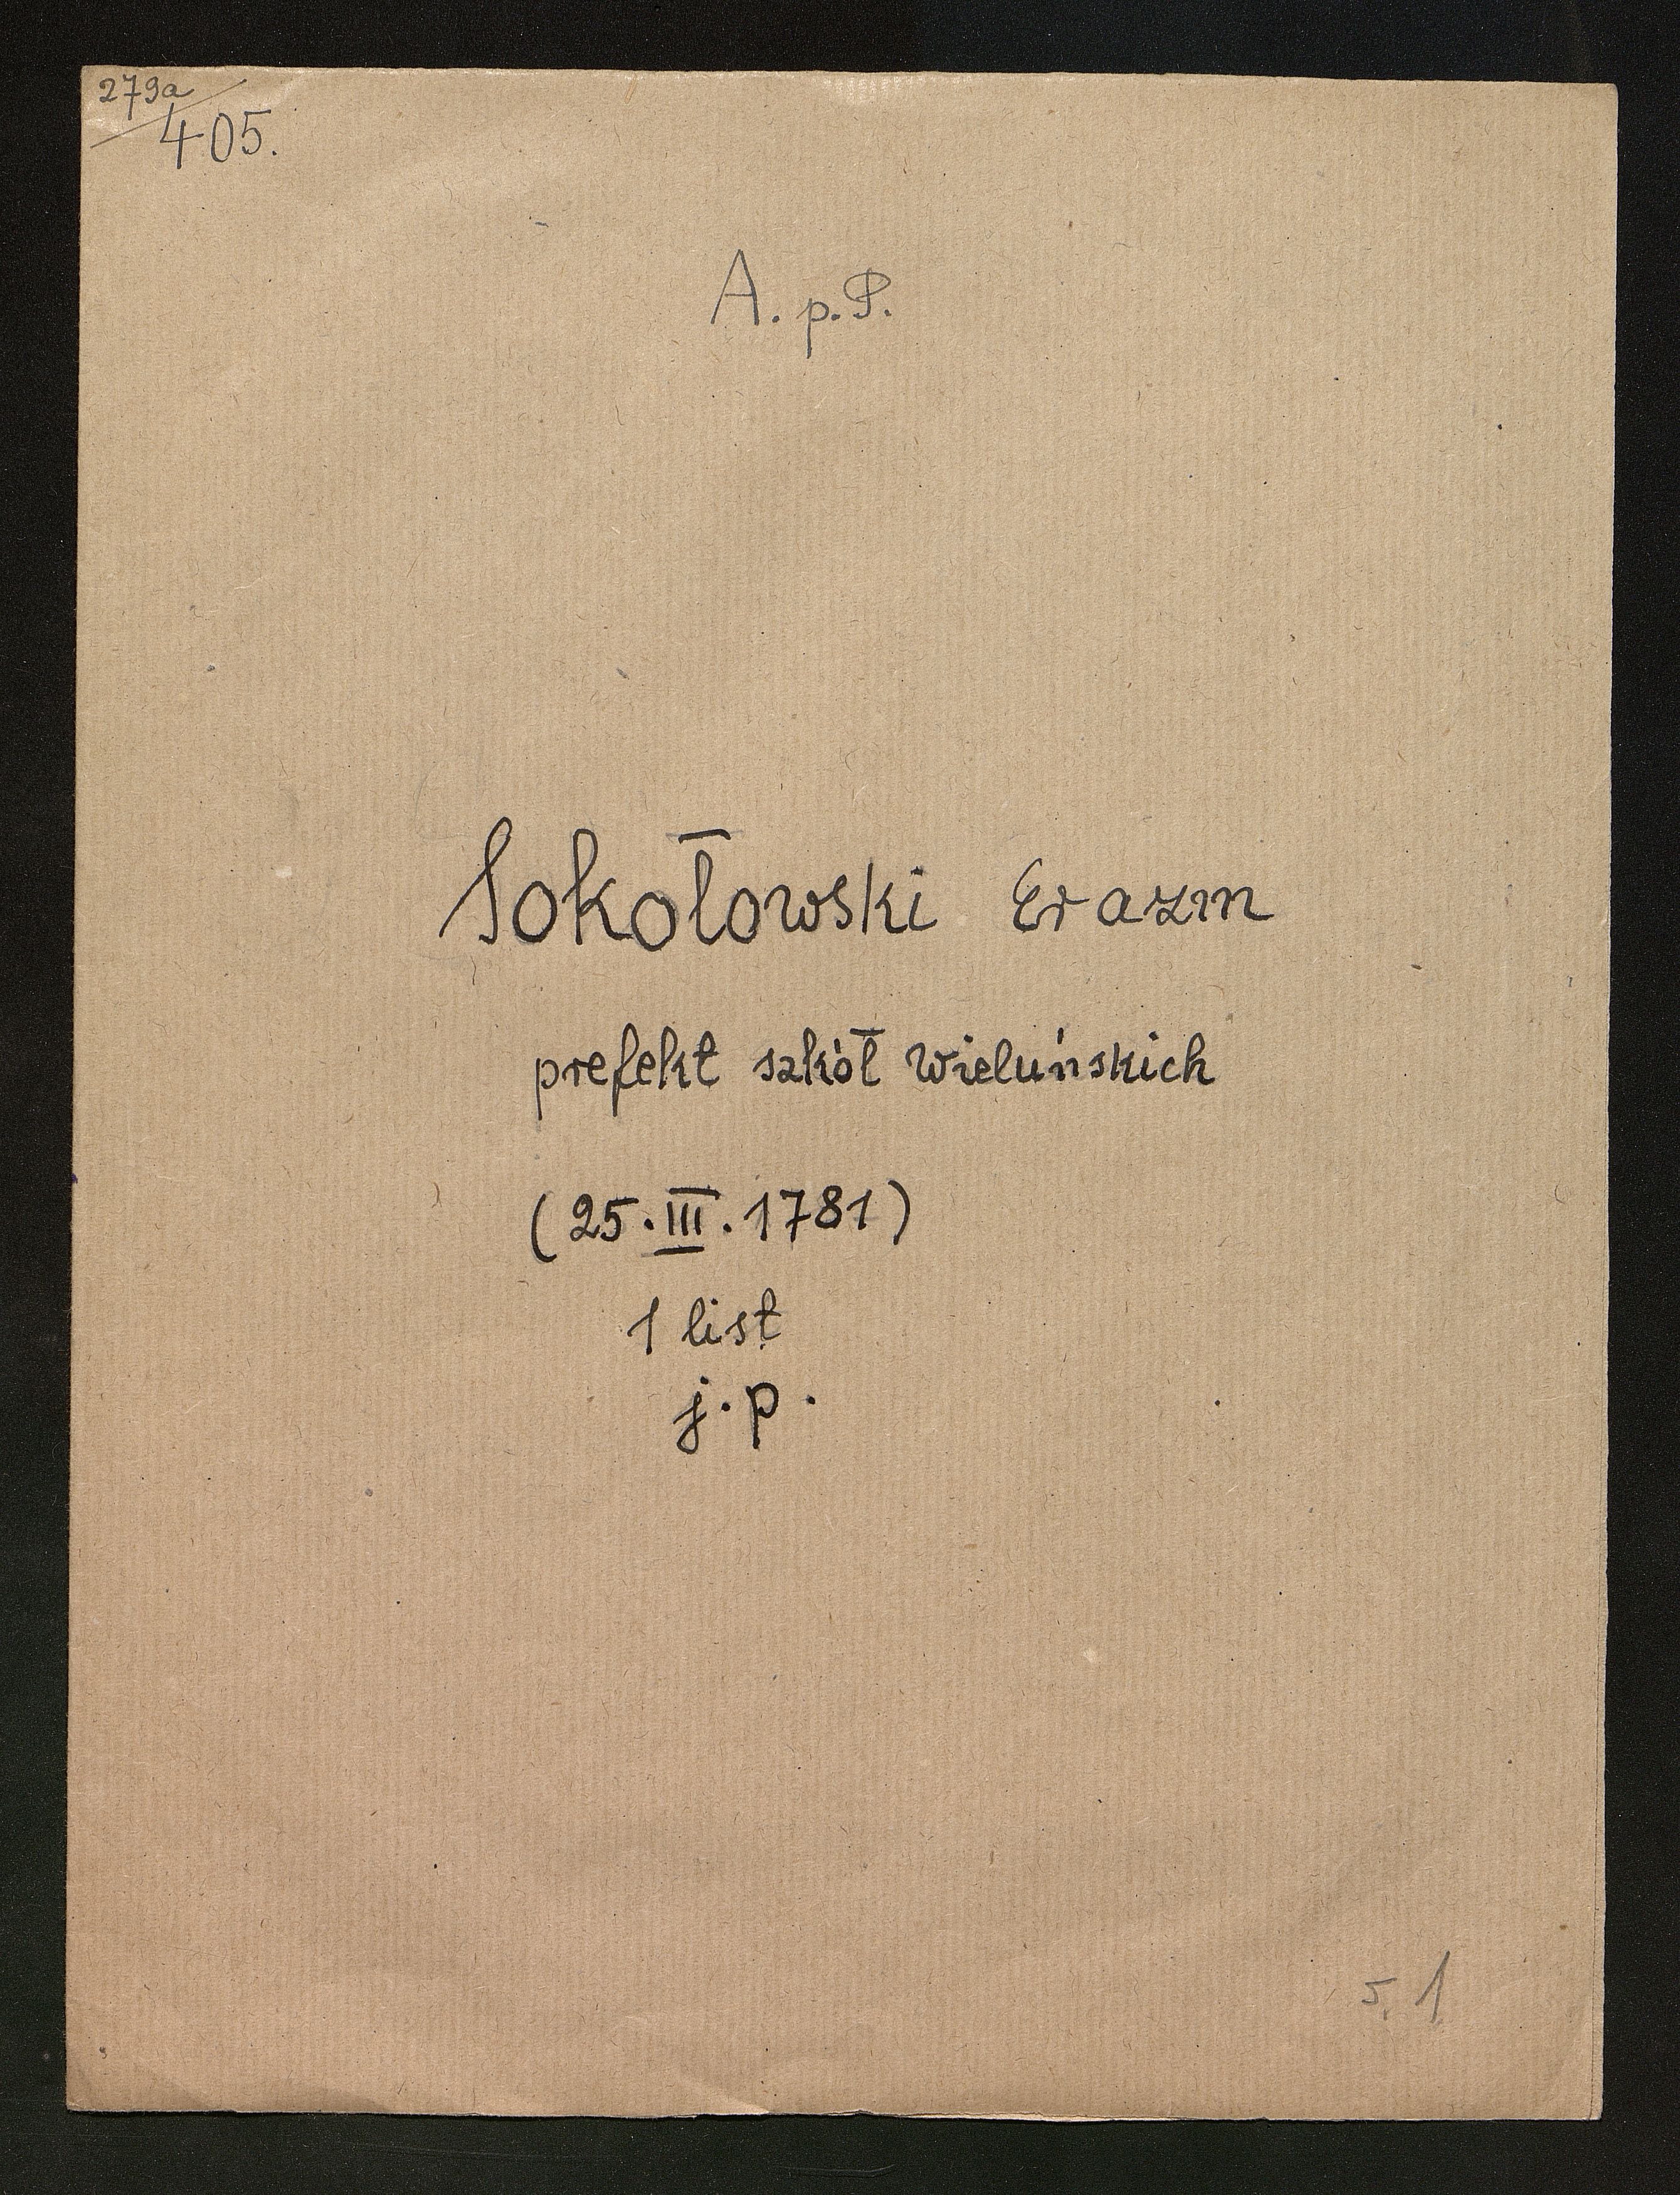 279a
405.
A. p. P.
Sokołowski Erazm
prefekt szkół Wieluńskich
(25.III.1781)
1 list
j.p.
s. 1